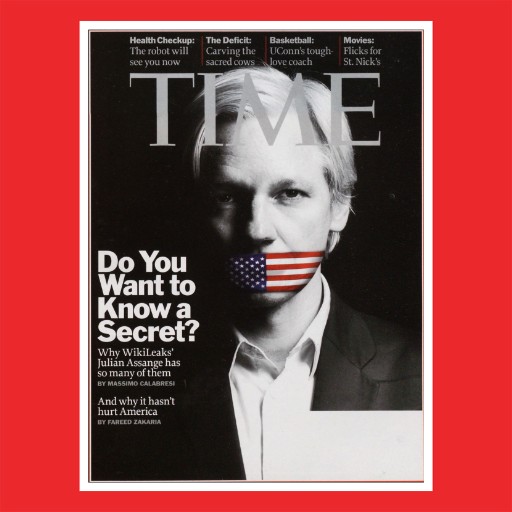 Health Checkup:
The robot will
see you now
The Deficit:
Carving the
sacred cows
Basketball:
UConn's tough-
love coach
Movies:
Flicks for
St. Nick's
TIME
Do You
Want to
Know a
Secret?
Why WikiLeaks'
Julian Assange has
so many of them
BY MASSIMO CALABRESI
And why it hasn't
hurt America
BY FAREED ZAKARIA